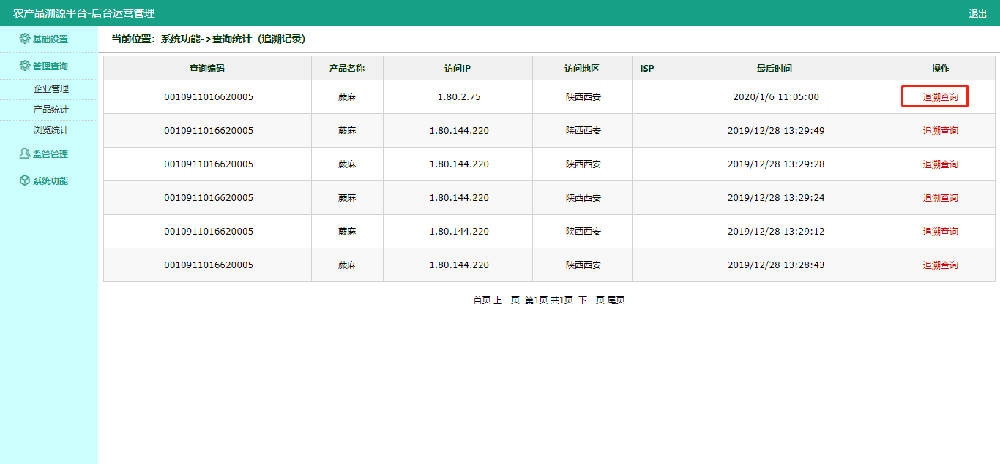 农产品溯源平台-后台运营管理
退出
基础设置
管理查询
企业管理
产品统计
浏览统计
监管管理
系统功能
当前位置：系统功能->查询统计（追溯记录）
查询编码 产品名称 访问IP 访问地区 ISP 最后时间 操作
0010911016620005 蕨麻 1.80.2.75 陕西西安 2020/1/6 11:05:00 追溯查询
0010911016620005 蕨麻 1.80.144.220 陕西西安 2019/12/28 13:29:49 追溯查询
0010911016620005 蕨麻 1.80.144.220 陕西西安 2019/12/28 13:29:28 追溯查询
0010911016620005 蕨麻 1.80.144.220 陕西西安 2019/12/28 13:29:24 追溯查询
0010911016620005 蕨麻 1.80.144.220 陕西西安 2019/12/28 13:29:12 追溯查询
0010911016620005 蕨麻 1.80.144.220 陕西西安 2019/12/28 13:28:43 追溯查询
首页 上一页 第1页 共1页 下一页 尾页